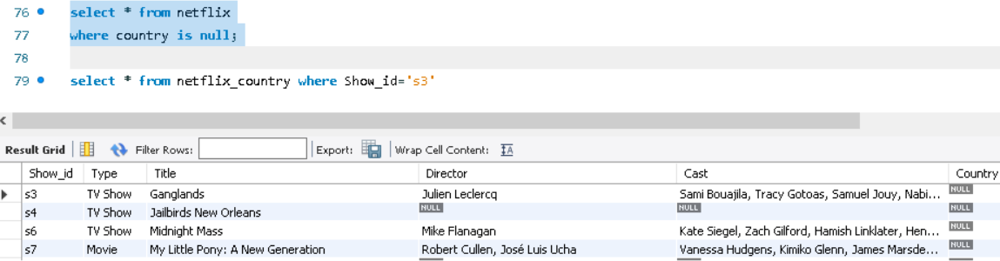 76 select * from netflix
77 where country is null;
78
79 select * from netflix_country where Show_id='s3'
Result Grid Filter Rows: Export: Wrap Cell Content: IA
Show_id Type Title Director Cast Country
s3 TV Show Ganglands Julien Leclercq Sami Bouajila, Tracy Gotoas, Samuel Jouy, Nabi... NULL
s4 TV Show Jailbirds New Orleans NULL NULL NULL
s6 TV Show Midnight Mass Mike Flanagan Kate Siegel, Zach Gilford, Hamish Linklater, Hen... NULL
s7 Movie My Little Pony: A New Generation Robert Cullen, José Luis Ucha Vanessa Hudgens, Kimiko Glenn, James Marsde... NULL